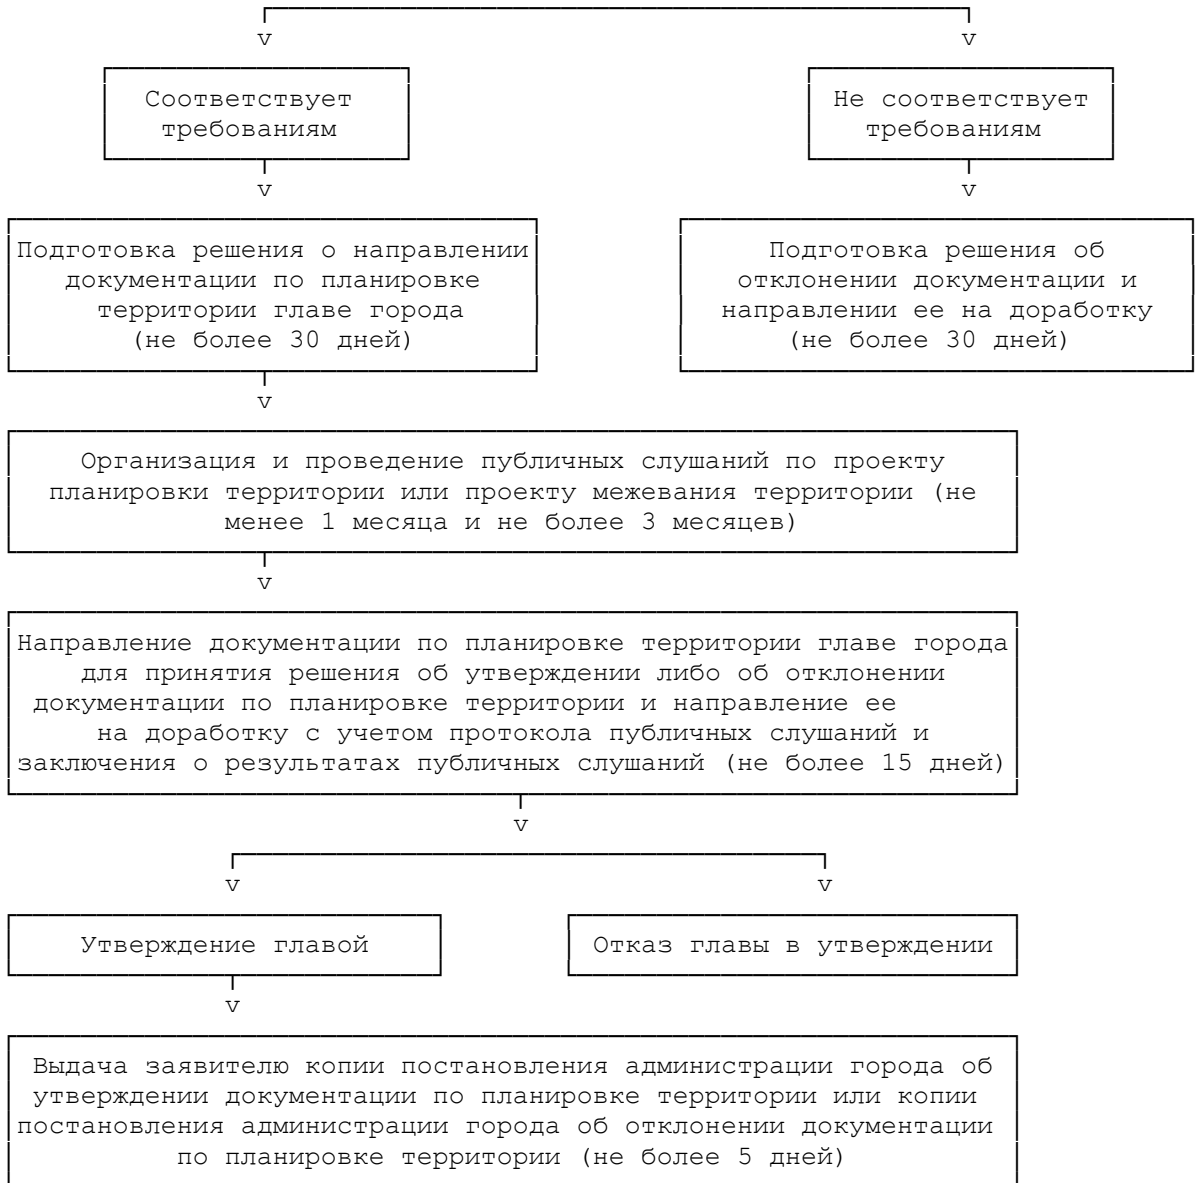 v v
Соответствует
требованиям
Не соответствует
требованиям
v v
Подготовка решения о направлении
документации по планировке
территории главе города
(не более 30 дней)
Подготовка решения об
отклонении документации и
направлении ее на доработку
(не более 30 дней)
v
Организация и проведение публичных слушаний по проекту
планировки территории или проекту межевания территории (не
менее 1 месяца и не более 3 месяцев)
v
Направление документации по планировке территории главе города
для принятия решения об утверждении либо об отклонении
документации по планировке территории и направление ее
на доработку с учетом протокола публичных слушаний и
заключения о результатах публичных слушаний (не более 15 дней)
v
v v
Утверждение главой
Отказ главы в утверждении
v
Выдача заявителю копии постановления администрации города об
утверждении документации по планировке территории или копии
постановления администрации города об отклонении документации
по планировке территории (не более 5 дней)